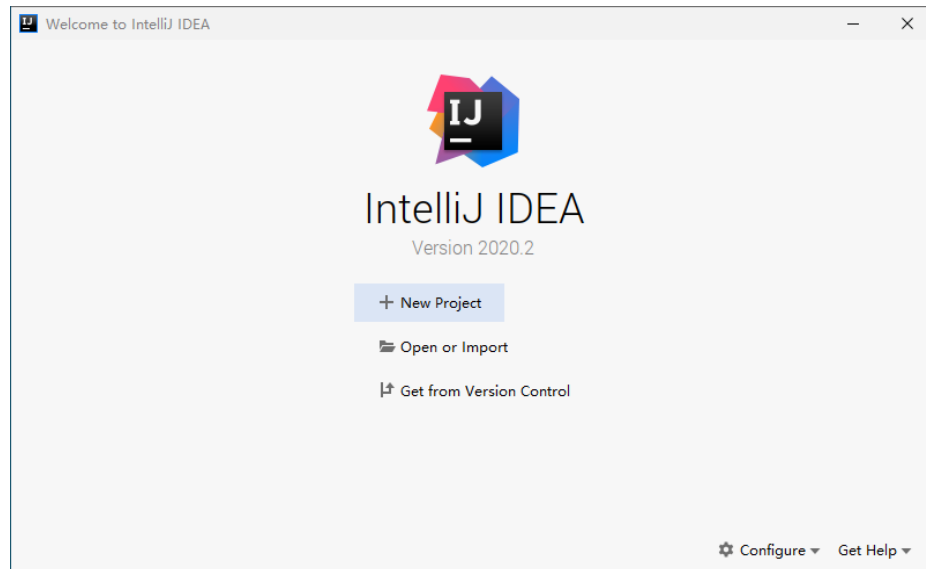 Welcome to IntelliJ IDEA
IJ
IntelliJ IDEA
Version 2020.2
New Project
Open or Import
Get from Version Control
Configure Get Help